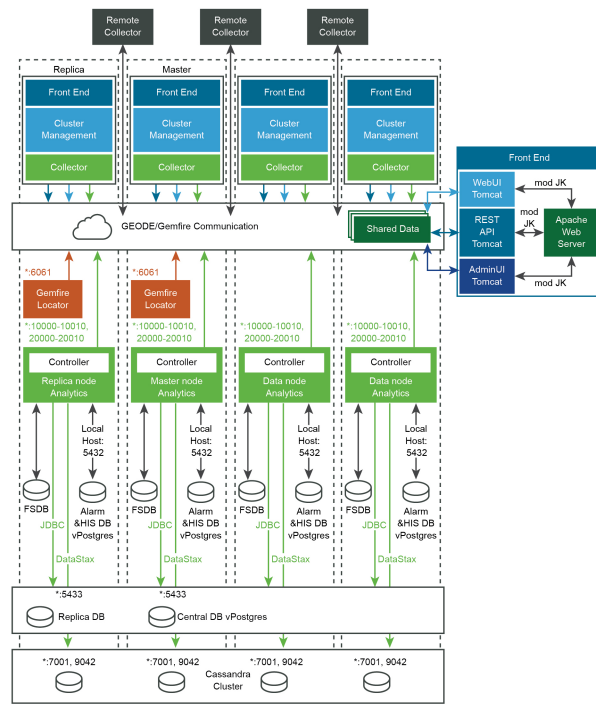 Remote
Collector
Remote
Collector
Remote
Collector
Replica
Master
Front End
Front End
Front End
Front End
Cluster
Management
Cluster
Management
Cluster
Management
Cluster
Management
Collector
Collector
Collector
Collector
GEODE/Gemfire Communication
Shared Data
Front End
WebUI
Tomcat
mod JK
REST
API
Tomcat
mod
JK
Apache
Web
Server
AdminUI
Tomcat
mod JK
*:6061
*:6061
Gemfire
Locator
Gemfire
Locator
*:10000-10010,
20000-20010
*:10000-10010,
20000-20010
*:10000-10010,
20000-20010
*:10000-10010,
20000-20010
Controller
Controller
Controller
Controller
Replica node
Analytics
Master node
Analytics
Data node
Analytics
Data node
Analytics
Local
Host:
5432
Local
Host:
5432
Local
Host:
5432
Local
Host:
5432
FSDB
Alarm
&HIS DB
vPostgres
FSDB
Alarm
&HIS DB
vPostgres
FSDB
Alarm
&HIS DB
vPostgres
FSDB
Alarm
&HIS DB
vPostgres
JDBC
JDBC
JDBC
JDBC
DataStax
DataStax
DataStax
DataStax
*:5433
*:5433
Replica DB
Central DB vPostgres
*:7001, 9042
*:7001, 9042
*:7001, 9042
*:7001, 9042
Cassandra
Cluster